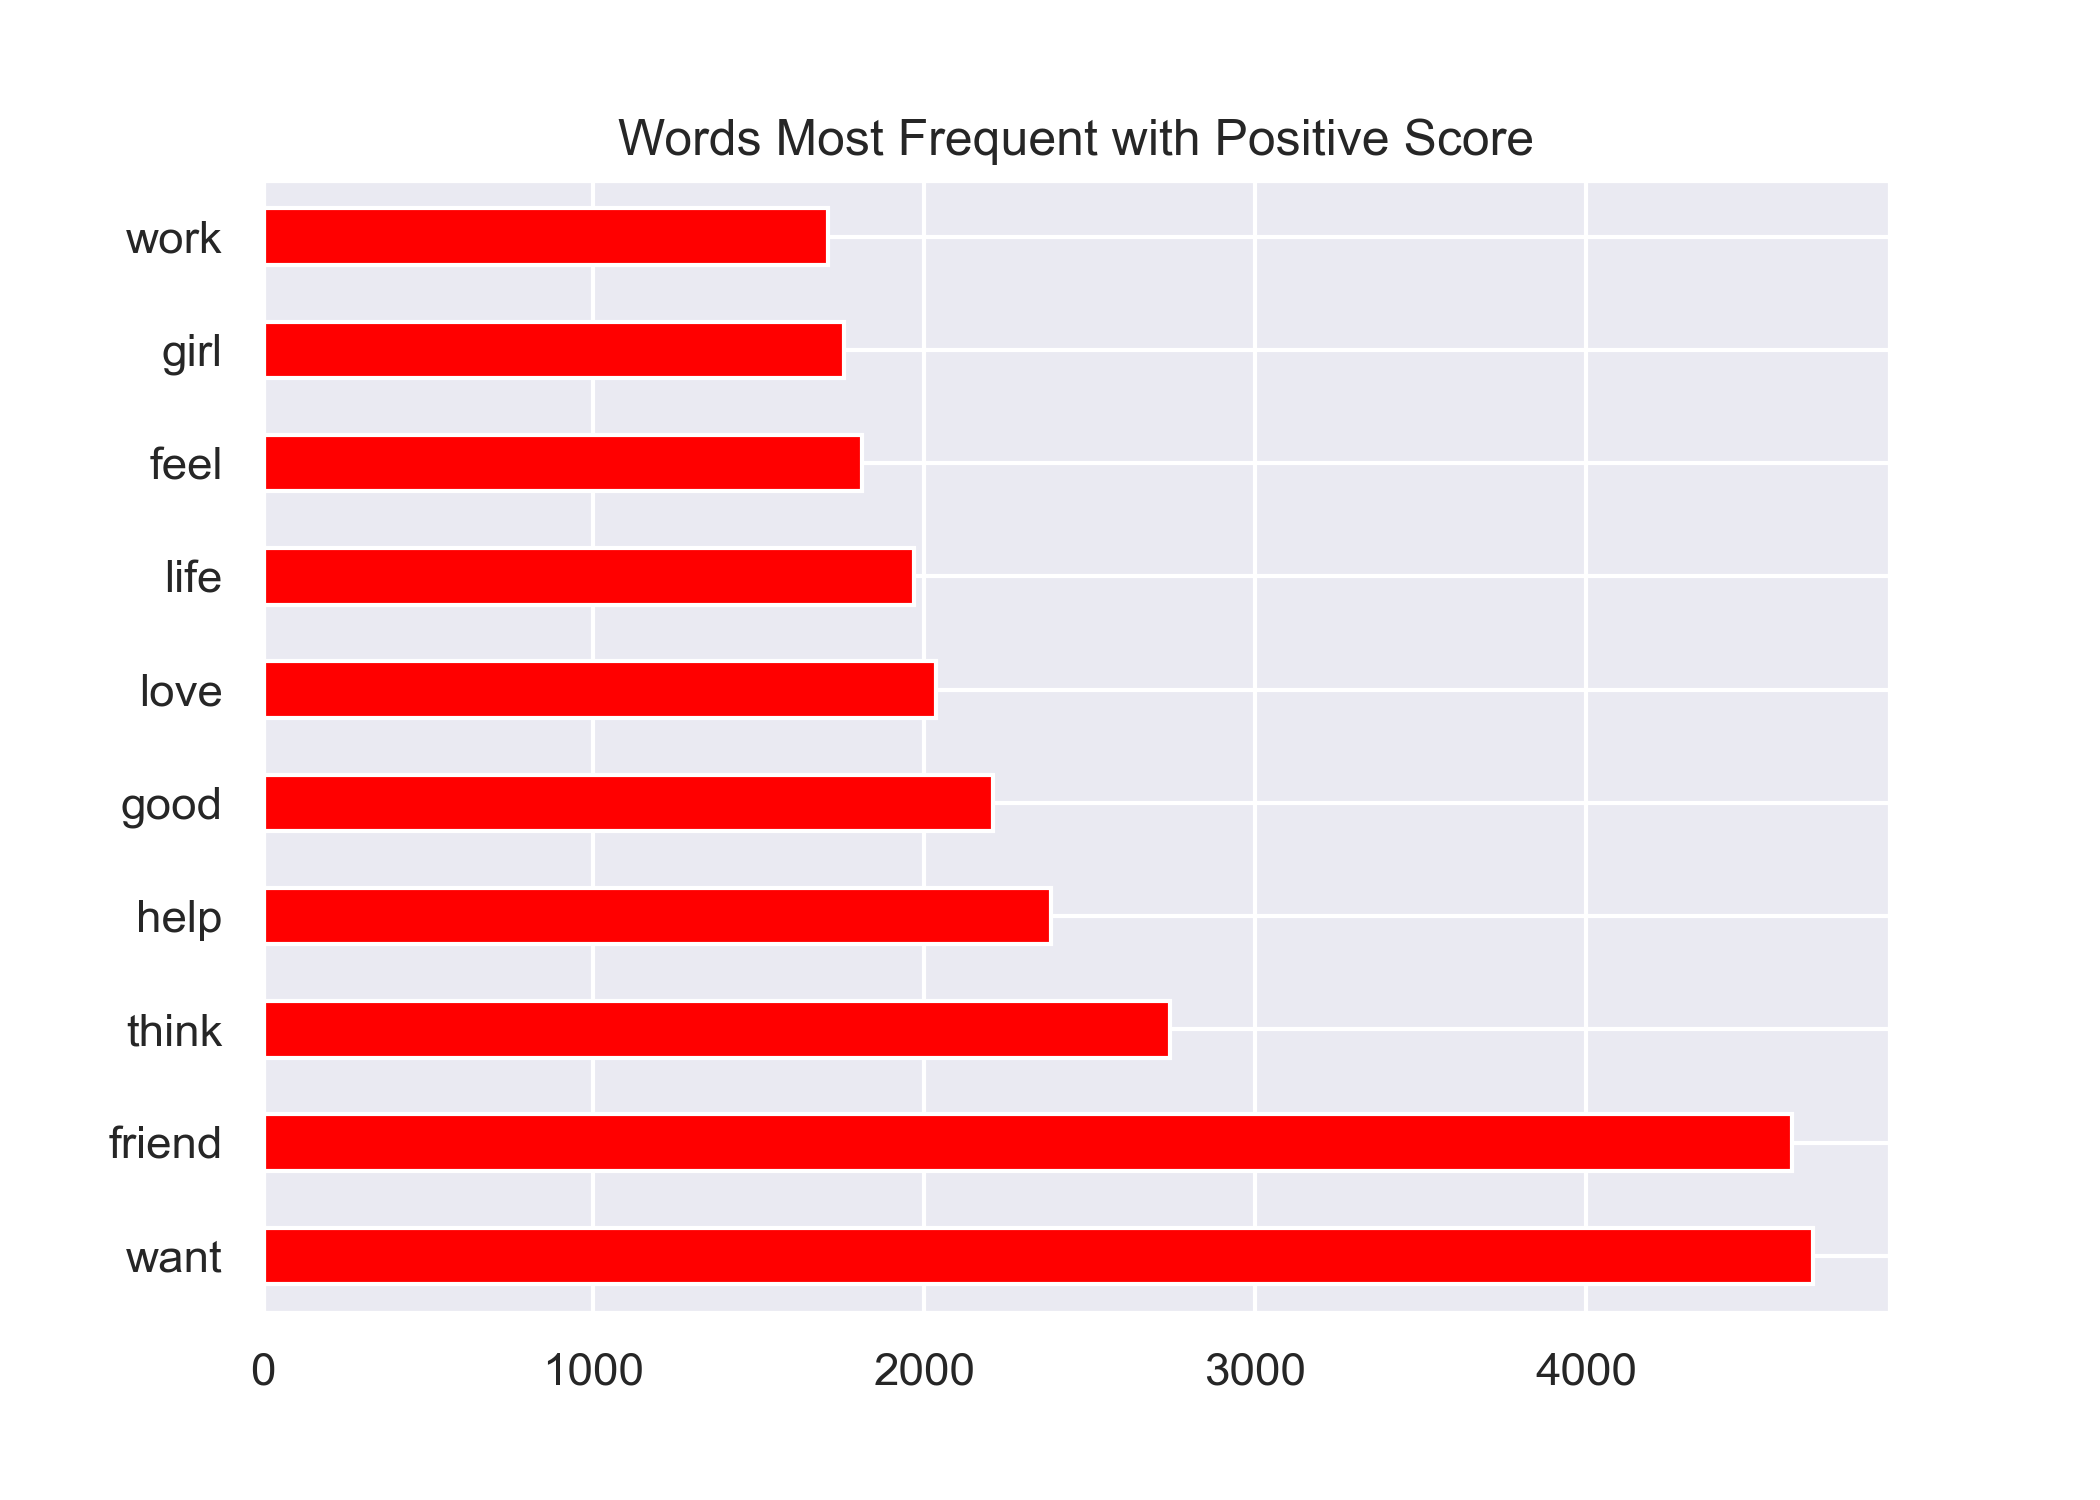 Words Most Frequent with Positive Score
work
girl
feel
life
love
good
help
think
friend
want
0 1000 2000 3000 4000